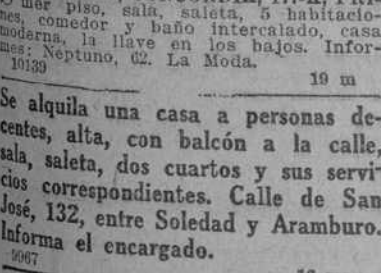 mer piso, sala, saleta, 5 habitacio-
nes, comedor y baño intercalado, casa
moderna, la llave en los bajos. Infor-
mes: Neptuno, 62. La Moda.
10139
19 m
Se alquila una casa a personas de-
centes, alta, con balcón a la calle,
sala, saleta, dos cuartos y sus servi-
cios correspondientes. Calle de San
José, 132, entre Soledad y Aramburo.
Informa el encargado.
9967